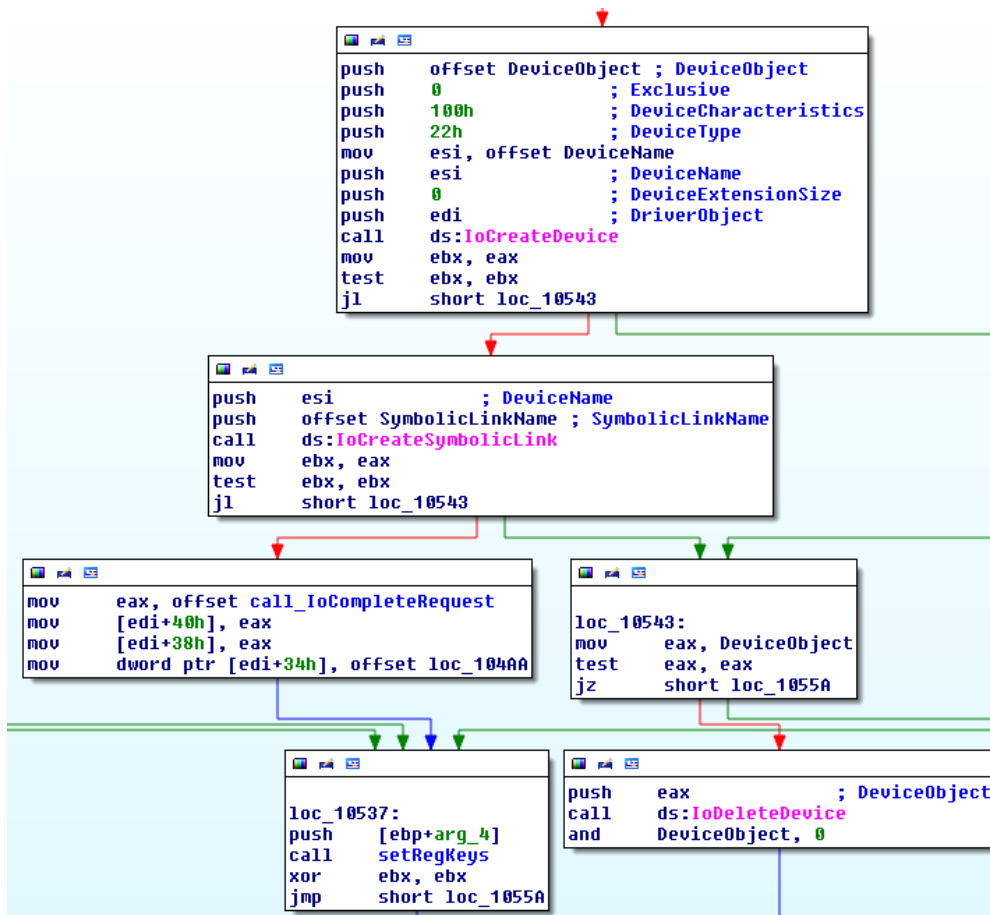 push offset DeviceObject ; DeviceObject
push 0 ; Exclusive
push 100h ; DeviceCharacteristics
push 22h ; DeviceType
mov esi, offset DeviceName
push esi ; DeviceName
push 0 ; DeviceExtensionSize
push edi ; DriverObject
call ds:IoCreateDevice
mov ebx, eax
test ebx, ebx
jl short loc_10543
push esi ; DeviceName
push offset SymbolicLinkName ; SymbolicLinkName
call ds:IoCreateSymbolicLink
mov ebx, eax
test ebx, ebx
jl short loc_10543
mov eax, offset call_IoCompleteRequest
mov [edi+40h], eax
mov [edi+38h], eax
mov dword ptr [edi+34h], offset loc_104AA
loc_10543:
mov eax, DeviceObject
test eax, eax
jz short loc_1055A
loc_10537:
push [ebp+arg_4]
call setRegKeys
xor ebx, ebx
jmp short loc_1055A
push eax ; DeviceObject
call ds:IoDeleteDevice
and DeviceObject, 0